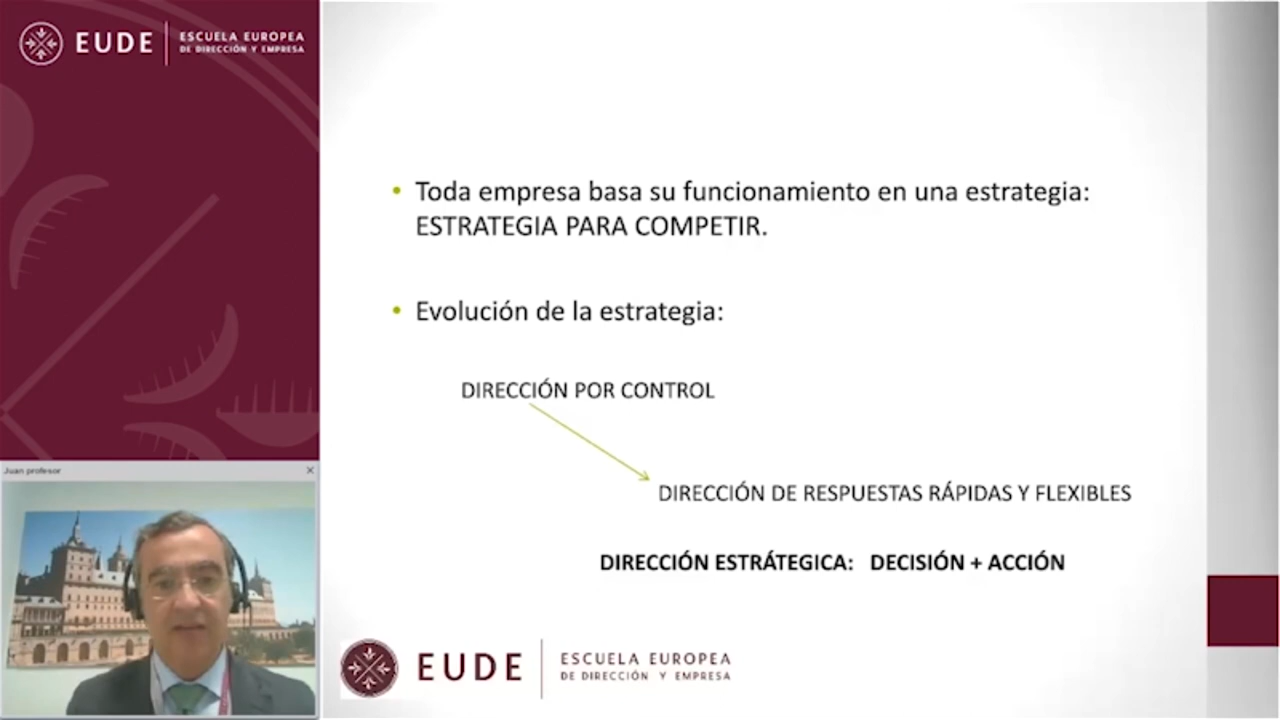 EUDE
ESCUELA EUROPEA
DE DIRECCIÓN Y EMPRESA
• Toda empresa basa su funcionamiento en una estrategia:
ESTRATEGIA PARA COMPETIR.
• Evolución de la estrategia:
DIRECCIÓN POR CONTROL
DIRECCIÓN DE RESPUESTAS RÁPIDAS Y FLEXIBLES
DIRECCIÓN ESTRÁTEGICA: DECISIÓN + ACCIÓN
Juan profesor
EUDE
ESCUELA EUROPEA
DE DIRECCIÓN Y EMPRESA